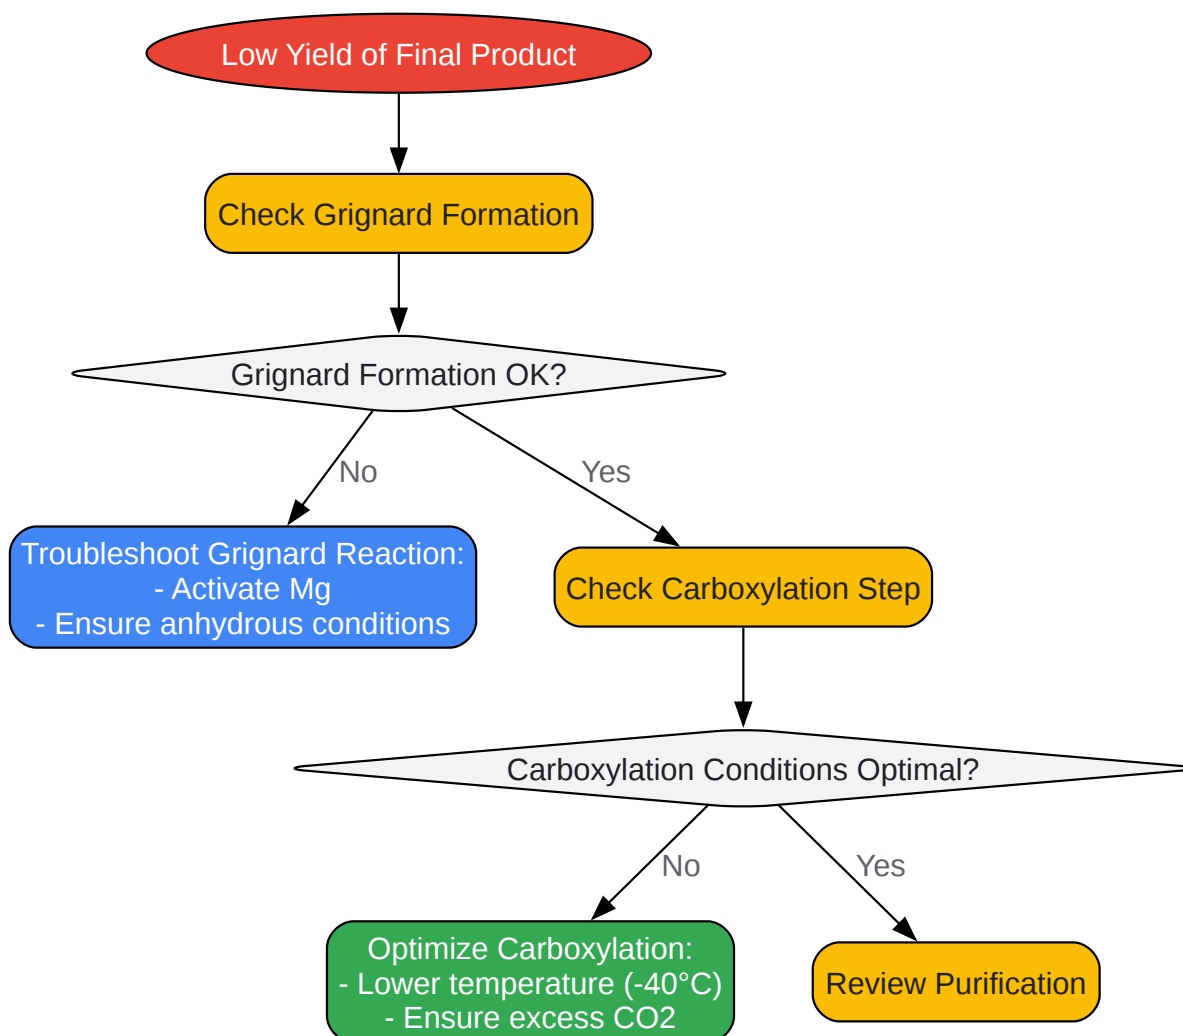 Low Yield of Final Product
Check Grignard Formation
Grignard Formation OK?
No
Yes
Troubleshoot Grignard Reaction:
- Activate Mg
- Ensure anhydrous conditions
Check Carboxylation Step
Carboxylation Conditions Optimal?
No
Yes
Optimize Carboxylation:
- Lower temperature (-40°C)
- Ensure excess CO2
Review Purification